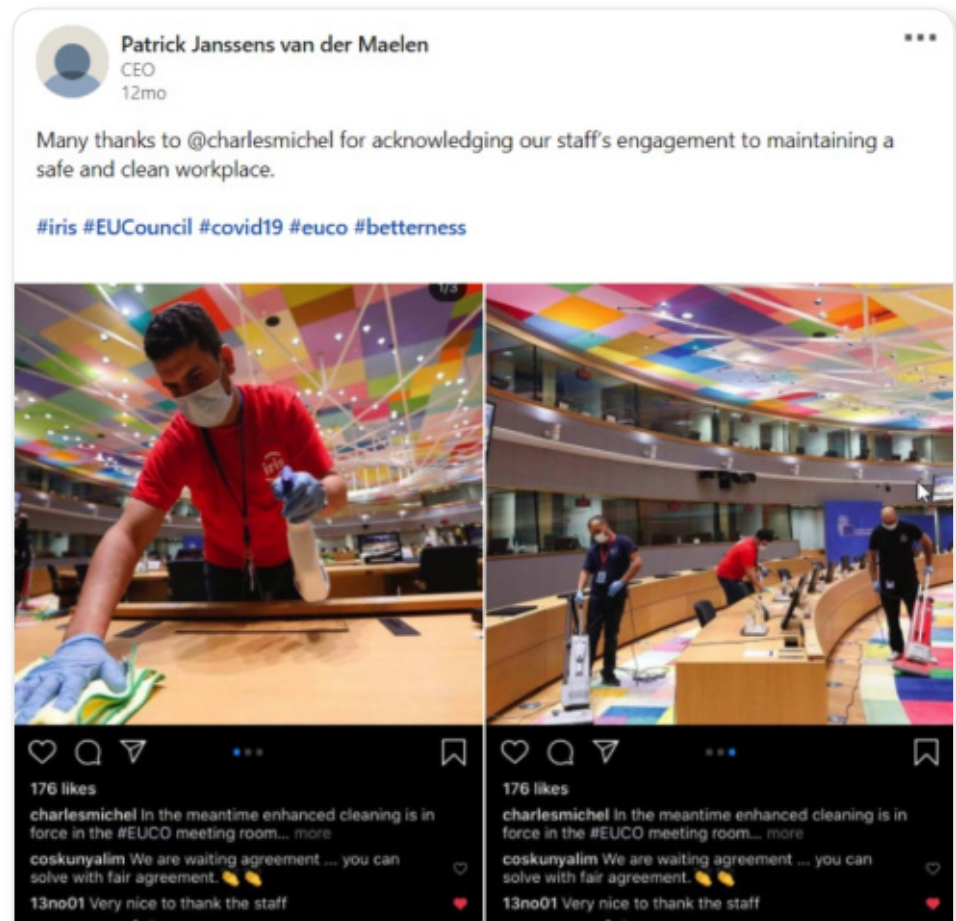 Patrick Janssens van der Maelen
CEO
12mo
Many thanks to @charlesmichel for acknowledging our staff's engagement to maintaining a
safe and clean workplace.
#iris #EUCouncil #covid19 #euco #betterness
1/3
iris
176 likes
charlesmichel In the meantime enhanced cleaning is in
force in the #EUCO meeting room... more
coskunyalim We are waiting agreement ... you can
solve with fair agreement. 👏 👏
13no01 Very nice to thank the staff
176 likes
charlesmichel In the meantime enhanced cleaning is in
force in the #EUCO meeting room... more
coskunyalim We are waiting agreement ... you can
solve with fair agreement. 👏 👏
13no01 Very nice to thank the staff